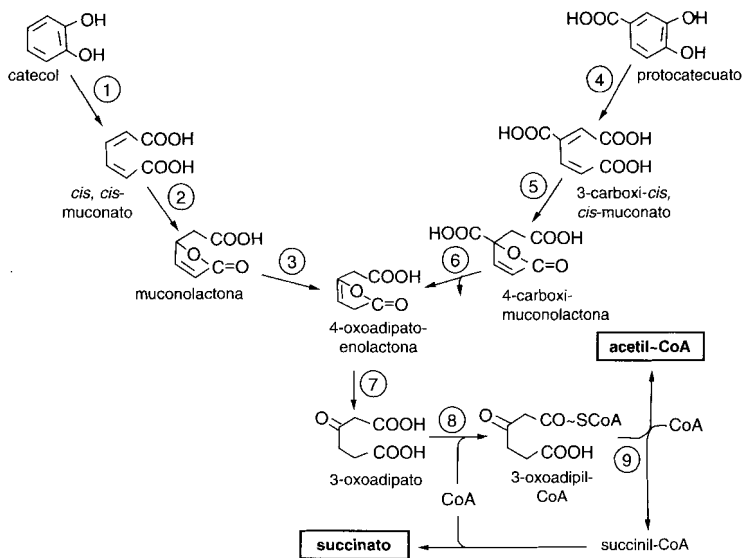 OH
OH
catecol
1
COOH
COOH
cis, cis-
muconato
2
COOH
O
C=O
muconolactona
3
HOOC
OH
OH
protocatecuato
4
HOOC
COOH
COOH
3-carboxi-cis,
cis-muconato
5
HOOC
COOH
O
C=O
4-carboxi-
muconolactona
6
COOH
O
C=O
4-oxoadipato-
enolactona
7
O
COOH
COOH
3-oxoadipato
8
CoA
O
CO~SCoA
COOH
3-oxoadipil-
CoA
9
CoA
acetil~CoA
succinil-CoA
succinato